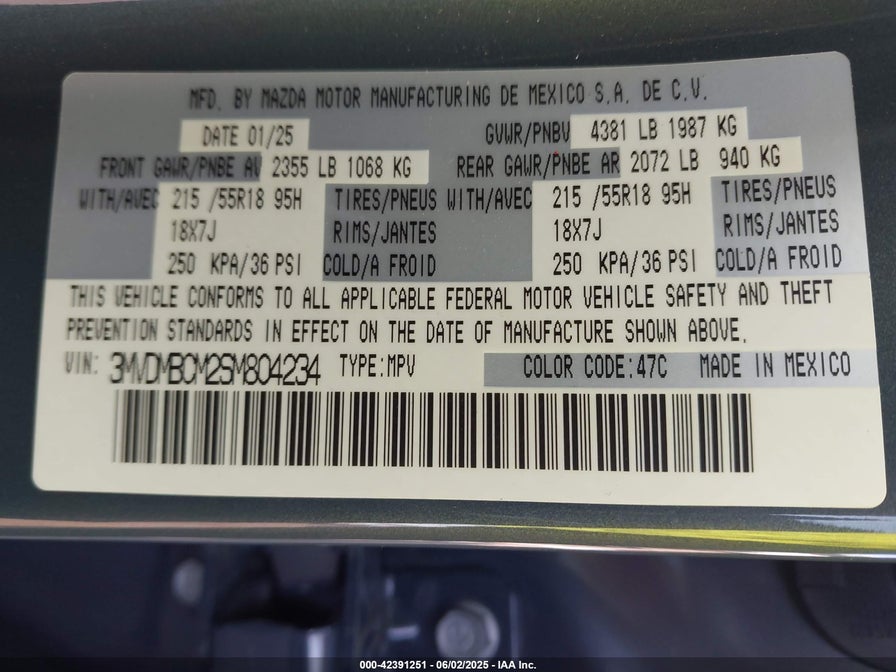 MFD. BY MAZDA MOTOR MANUFACTURING DE MEXICO S.A. DE C.V.
DATE 01/25 GVWR/PNBV 4381 LB 1987 KG
FRONT GAWR/PNBE AV 2355 LB 1068 KG REAR GAWR/PNBE AR 2072 LB 940 KG
WITH/AVEC 215 /55R18 95H TIRES/PNEUS WITH/AVEC 215 /55R18 95H TIRES/PNEUS
18X7J RIMS/JANTES 18X7J RIMS/JANTES
250 KPA/36 PSI COLD/A FROID 250 KPA/36 PSI COLD/A FROID
THIS VEHICLE CONFORMS TO ALL APPLICABLE FEDERAL MOTOR VEHICLE SAFETY AND THEFT
PREVENTION STANDARDS IN EFFECT ON THE DATE OF MANUFACTURE SHOWN ABOVE.
VIN: 3MVDMBCM2SM804234 TYPE:MPV COLOR CODE:47C MADE IN MEXICO
000-42391251 - 06/02/2025 - IAA Inc.